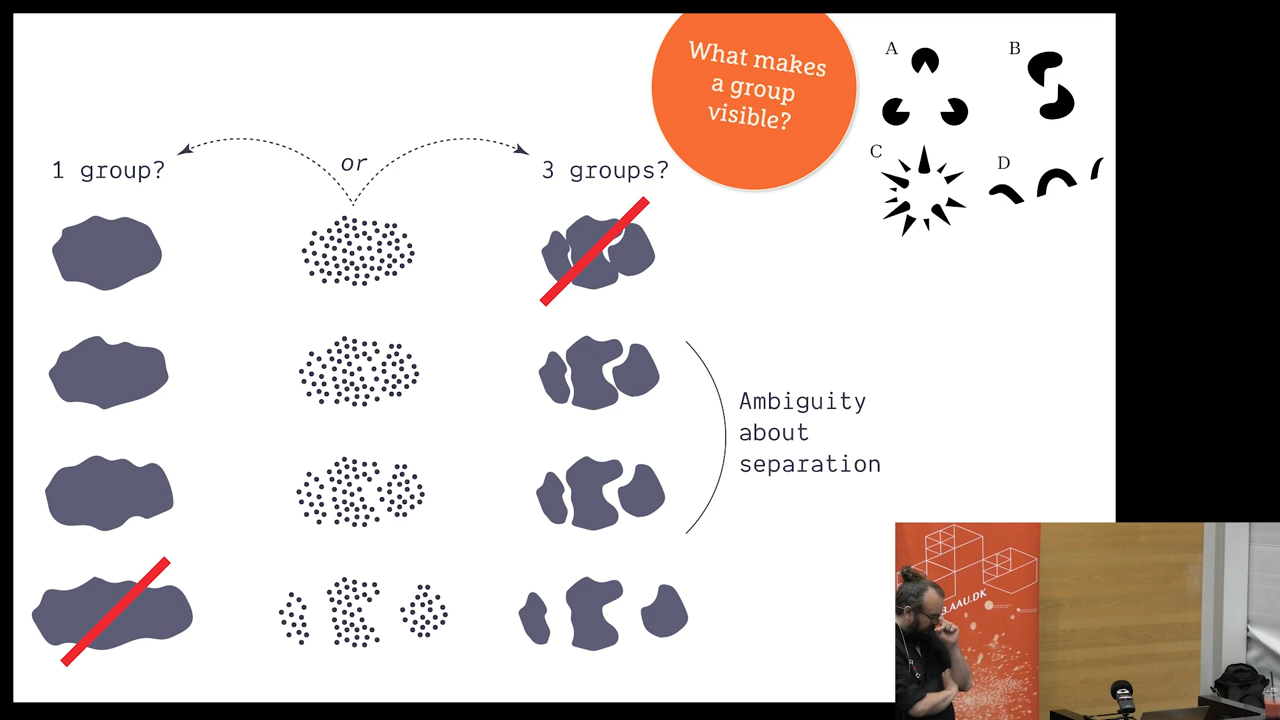 What makes
a group
visible?
A
B
C
D
1 group?
or
3 groups?
Ambiguity
about
separation
.AAU.DK